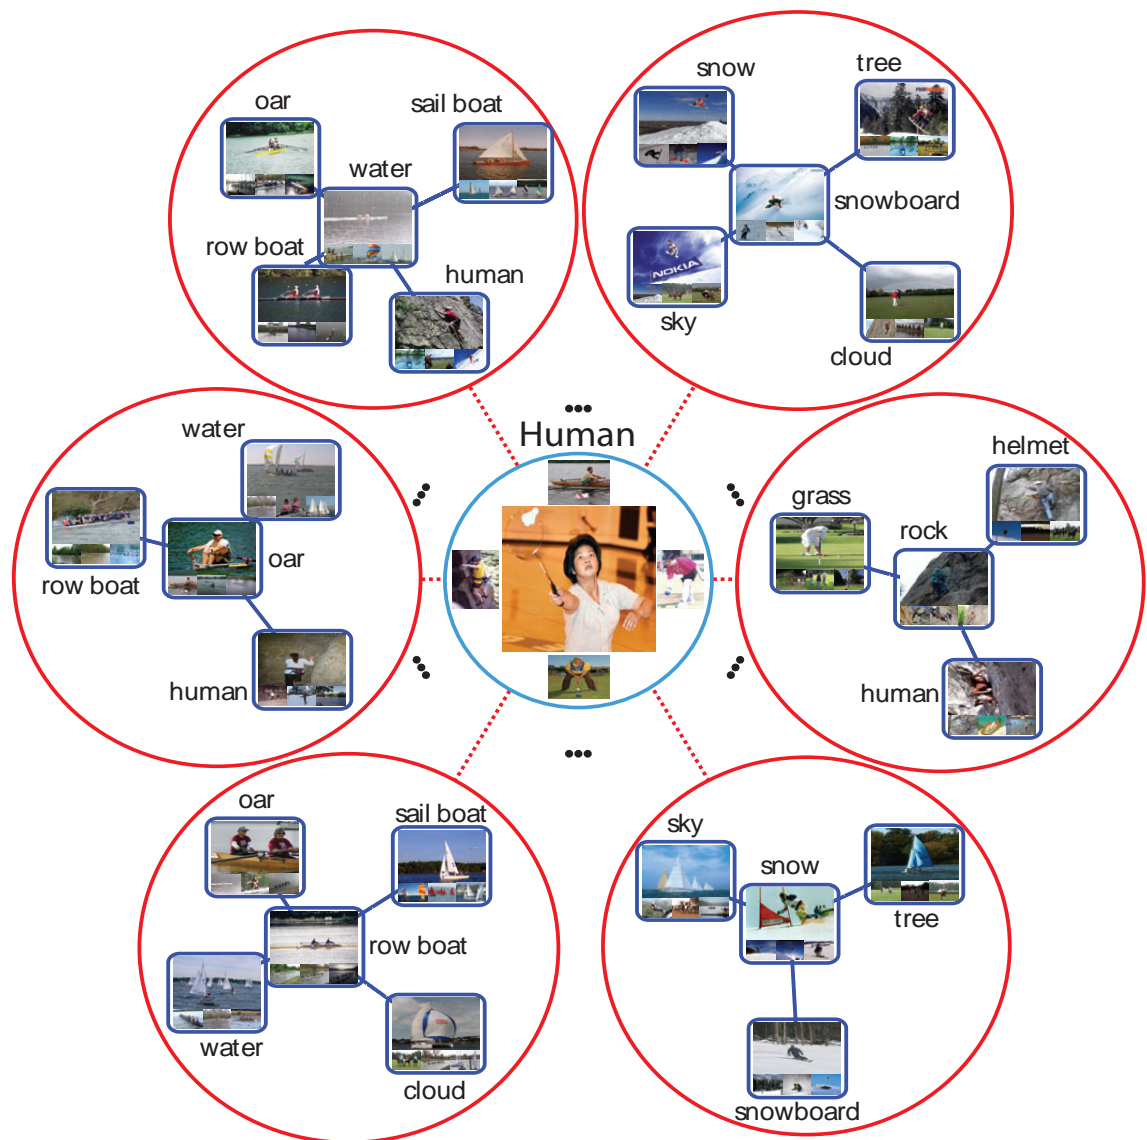 snow
tree
oar
sail boat
water
snowboard
row boat
human
NOKIA
sky
cloud
Human
water
helmet
grass
rock
oar
row boat
human
human
oar
sail boat
sky
snow
row boat
tree
water
cloud
snowboard